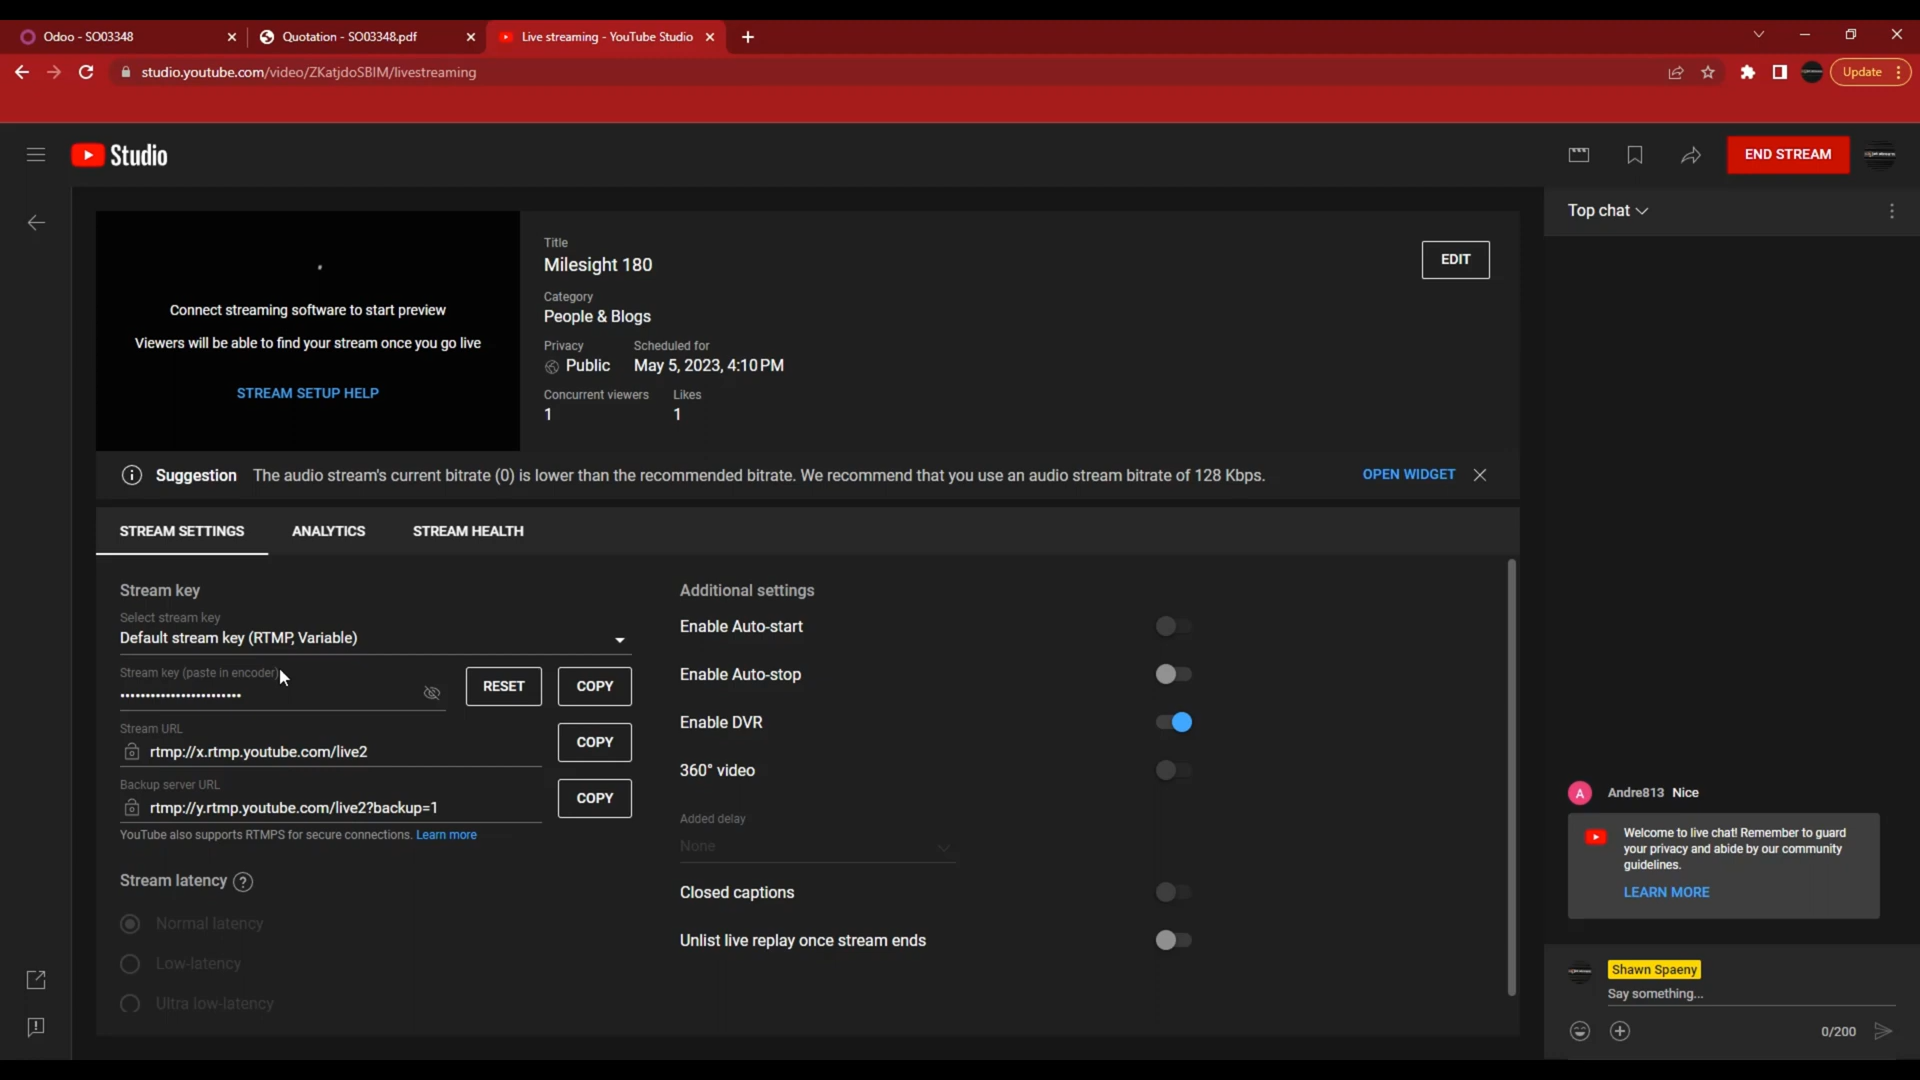 Odoo - SO03348
Quotation - SO03348.pdf
Live streaming - YouTube Studio
studio.youtube.com/video/ZKatjdoSBIM/livestreaming
Update
Studio
END STREAM
Connect streaming software to start preview
Viewers will be able to find your stream once you go live
STREAM SETUP HELP
Title
Milesight 180
EDIT
Category
People & Blogs
Privacy
Scheduled for
Public
May 5, 2023, 4:10 PM
Concurrent viewers
Likes
1
1
Suggestion The audio stream's current bitrate (0) is lower than the recommended bitrate. We recommend that you use an audio stream bitrate of 128 Kbps.
OPEN WIDGET
STREAM SETTINGS
ANALYTICS
STREAM HEALTH
Stream key
Select stream key
Default stream key (RTMP, Variable)
Stream key (paste in encoder)
••••••••••••••••••••••••
RESET
COPY
Stream URL
rtmp://x.rtmp.youtube.com/live2
COPY
Backup server URL
rtmp://y.rtmp.youtube.com/live2?backup=1
COPY
YouTube also supports RTMPS for secure connections. Learn more
Stream latency ?
Normal latency
Low-latency
Ultra low-latency
Additional settings
Enable Auto-start
Enable Auto-stop
Enable DVR
360° video
Added delay
None
Closed captions
Unlist live replay once stream ends
Top chat
A
Andre813 Nice
Welcome to live chat! Remember to guard
your privacy and abide by our community
guidelines.
LEARN MORE
Shawn Spaeny
Say something...
0/200